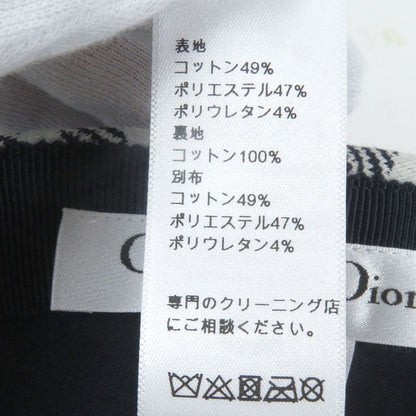 表地
コットン49%
ポリエステル47%
ポリウレタン4%
裏地
コットン100%
別布
コットン49%
ポリエステル47%
ポリウレタン4%
専門のクリーニング店
にご相談ください。
Dior